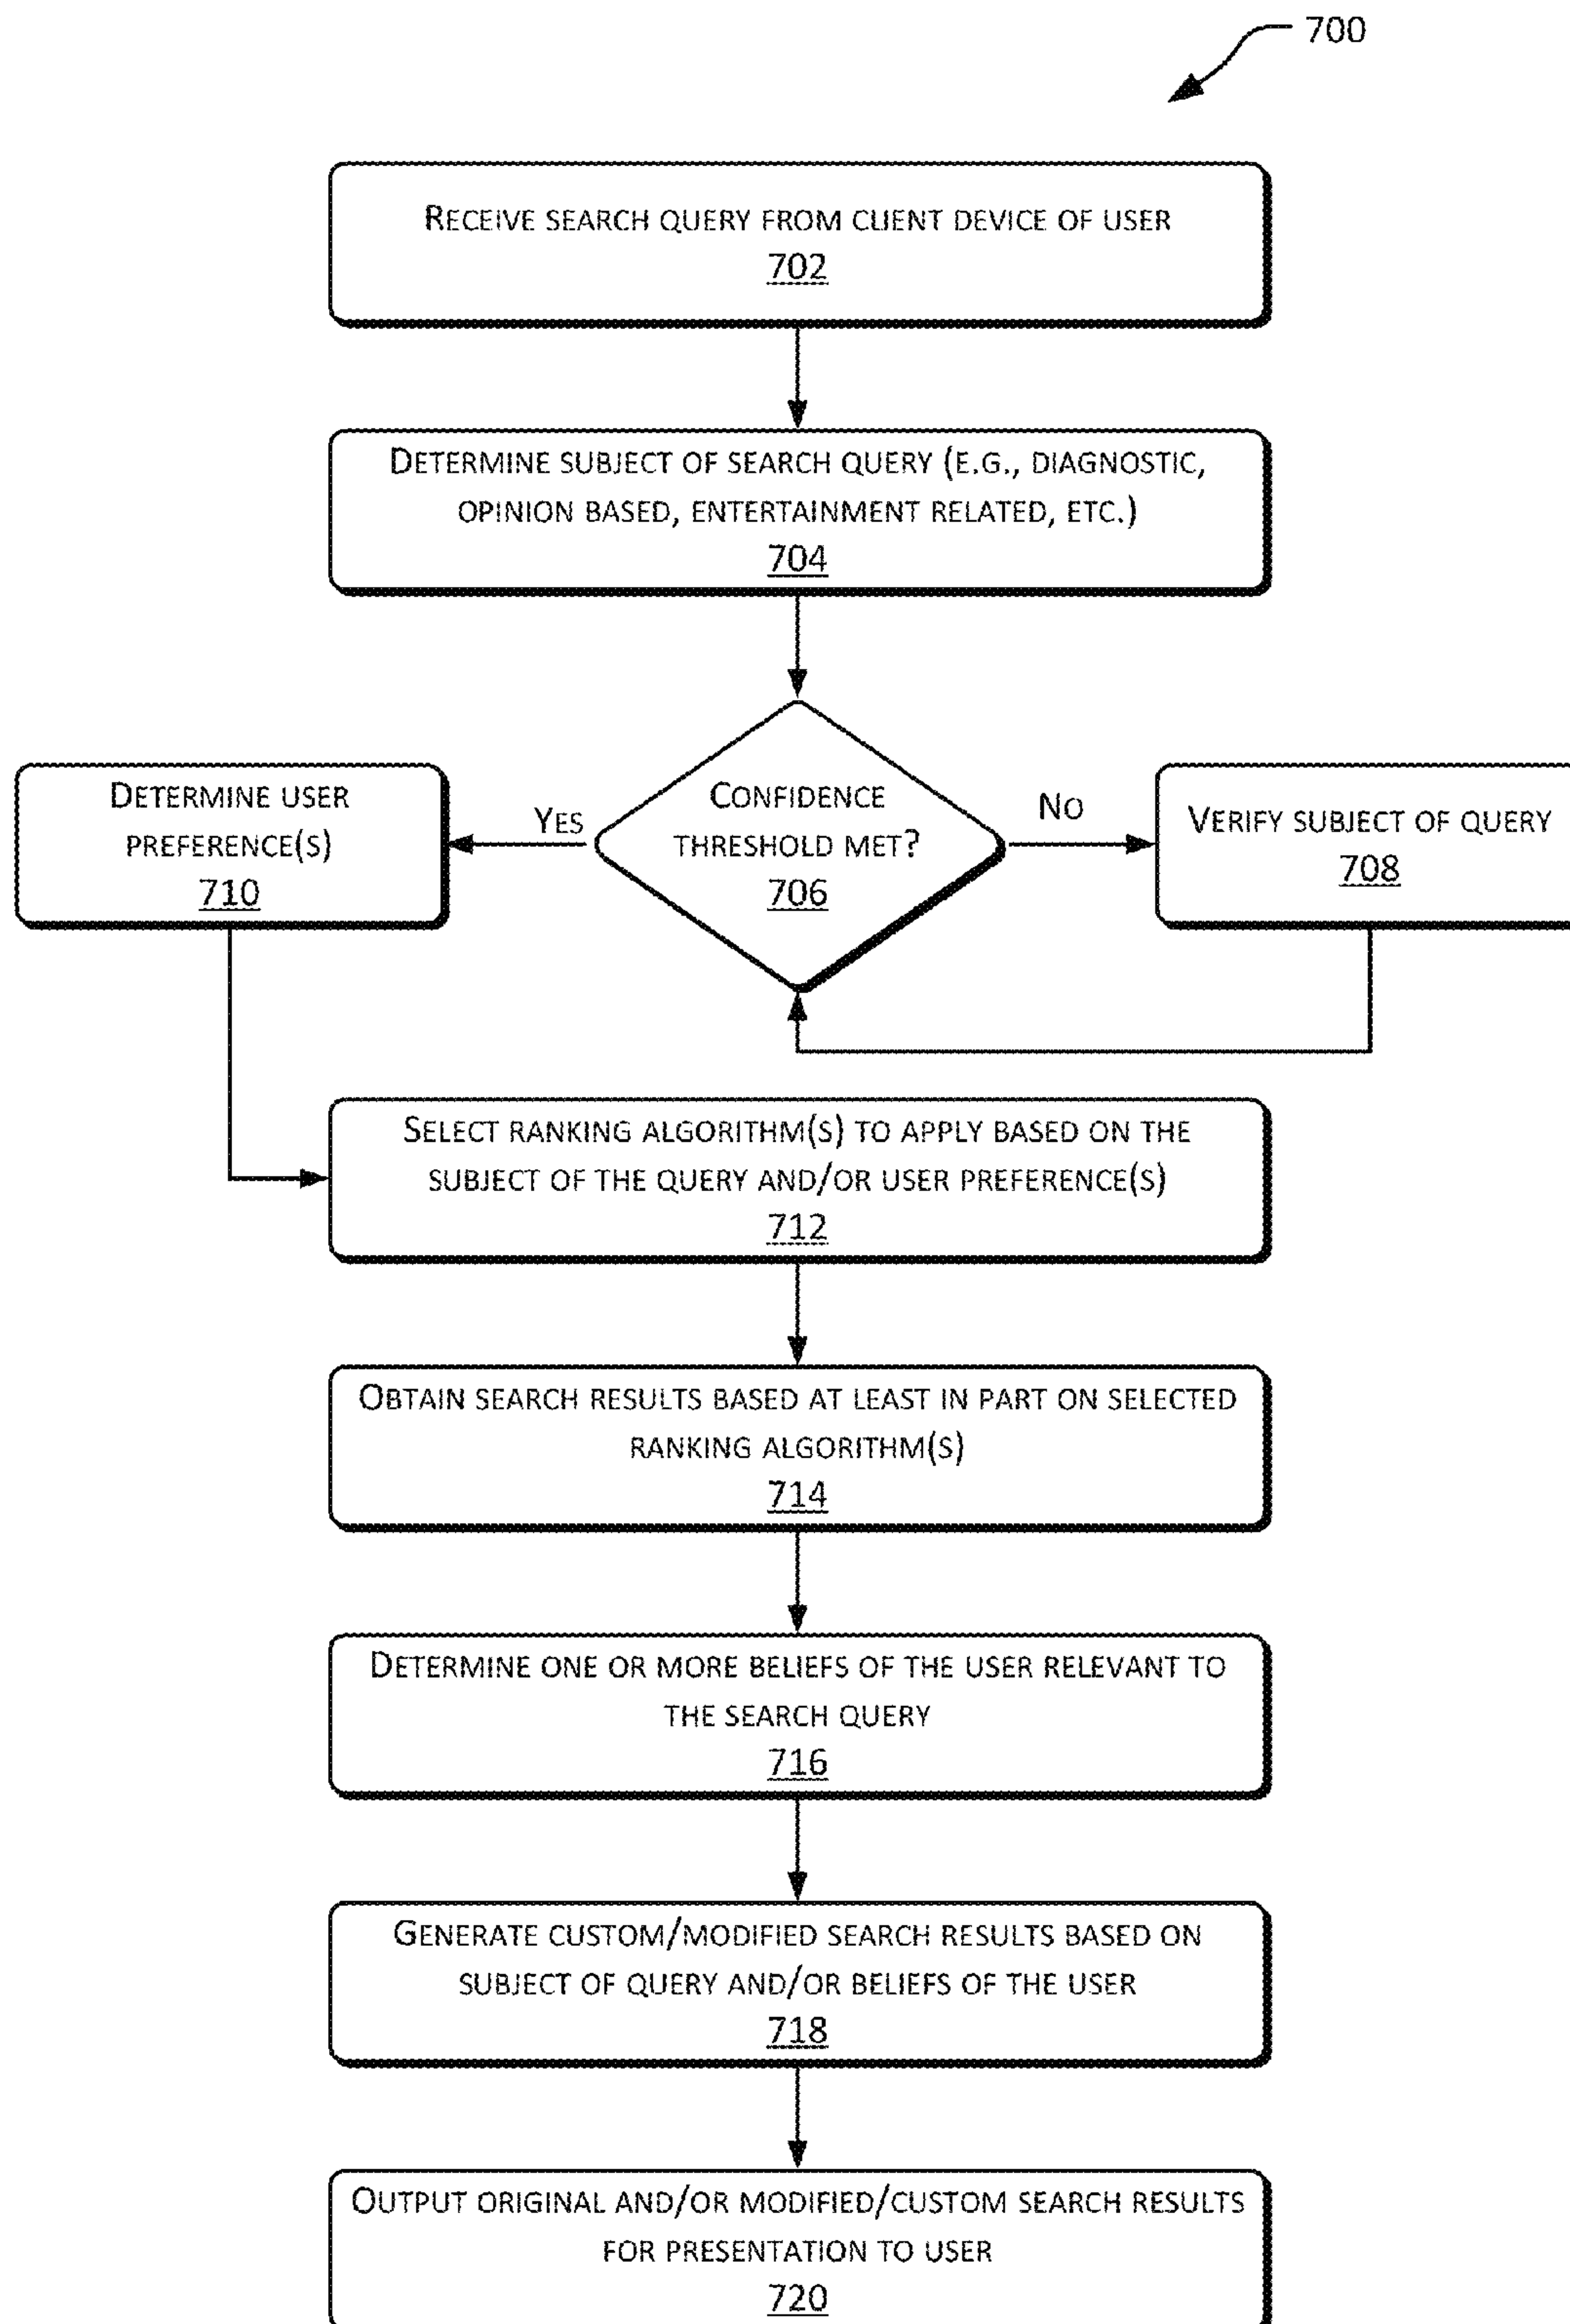 700
RECEIVE SEARCH QUERY FROM CLIENT DEVICE OF USER
702
DETERMINE SUBJECT OF SEARCH QUERY (E.G., DIAGNOSTIC,
OPINION BASED, ENTERTAINMENT RELATED, ETC.)
704
DETERMINE USER
PREFERENCE(S)
710
YES
CONFIDENCE
THRESHOLD MET?
706
NO
VERIFY SUBJECT OF QUERY
708
SELECT RANKING ALGORITHM(S) TO APPLY BASED ON THE
SUBJECT OF THE QUERY AND/OR USER PREFERENCE(S)
712
OBTAIN SEARCH RESULTS BASED AT LEAST IN PART ON SELECTED
RANKING ALGORITHM(S)
714
DETERMINE ONE OR MORE BELIEFS OF THE USER RELEVANT TO
THE SEARCH QUERY
716
GENERATE CUSTOM/MODIFIED SEARCH RESULTS BASED ON
SUBJECT OF QUERY AND/OR BELIEFS OF THE USER
718
OUTPUT ORIGINAL AND/OR MODIFIED/CUSTOM SEARCH RESULTS
FOR PRESENTATION TO USER
720